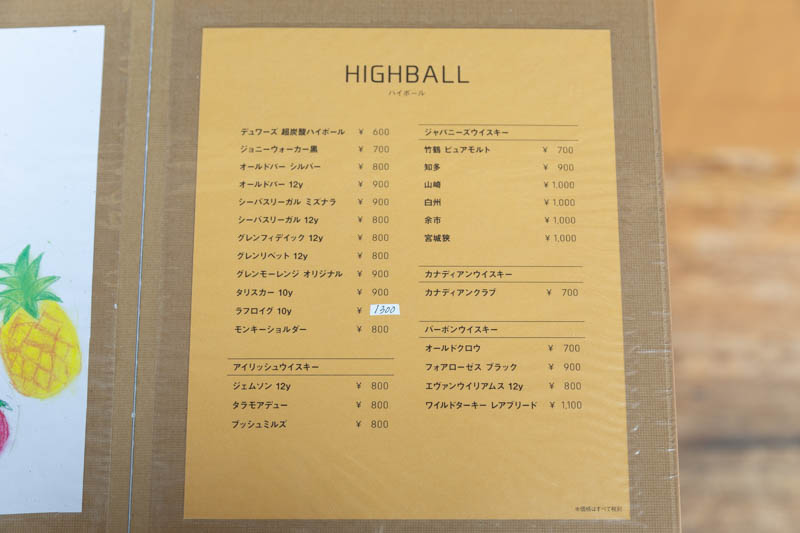 HIGHBALL
ハイボール
デュワーズ 超炭酸ハイボール ¥ 600
ジョニーウォーカー黒 ¥ 700
オールドパー シルバー ¥ 800
オールドパー 12y ¥ 900
シーバスリーガル ミズナラ ¥ 900
シーバスリーガル 12y ¥ 800
グレンフィディック 12y ¥ 800
グレンリベット 12y ¥ 800
グレンモーレンジ オリジナル ¥ 900
タリスカー 10y ¥ 900
ラフロイグ 10y ¥ 1300
モンキーショルダー ¥ 800
アイリッシュウイスキー
ジェムソン 12y ¥ 800
タラモアデュー ¥ 800
ブッシュミルズ ¥ 800
ジャパニーズウイスキー
竹鶴 ピュアモルト ¥ 700
知多 ¥ 900
山崎 ¥ 1,000
白州 ¥ 1,000
余市 ¥ 1,000
宮城狭 ¥ 1,000
カナディアンウイスキー
カナディアンクラブ ¥ 700
バーボンウイスキー
オールドクロウ ¥ 700
フォアローゼス ブラック ¥ 900
エヴァンウイリアムス 12y ¥ 800
ワイルドターキー レアブリード ¥ 1,100
※価格はすべて税別